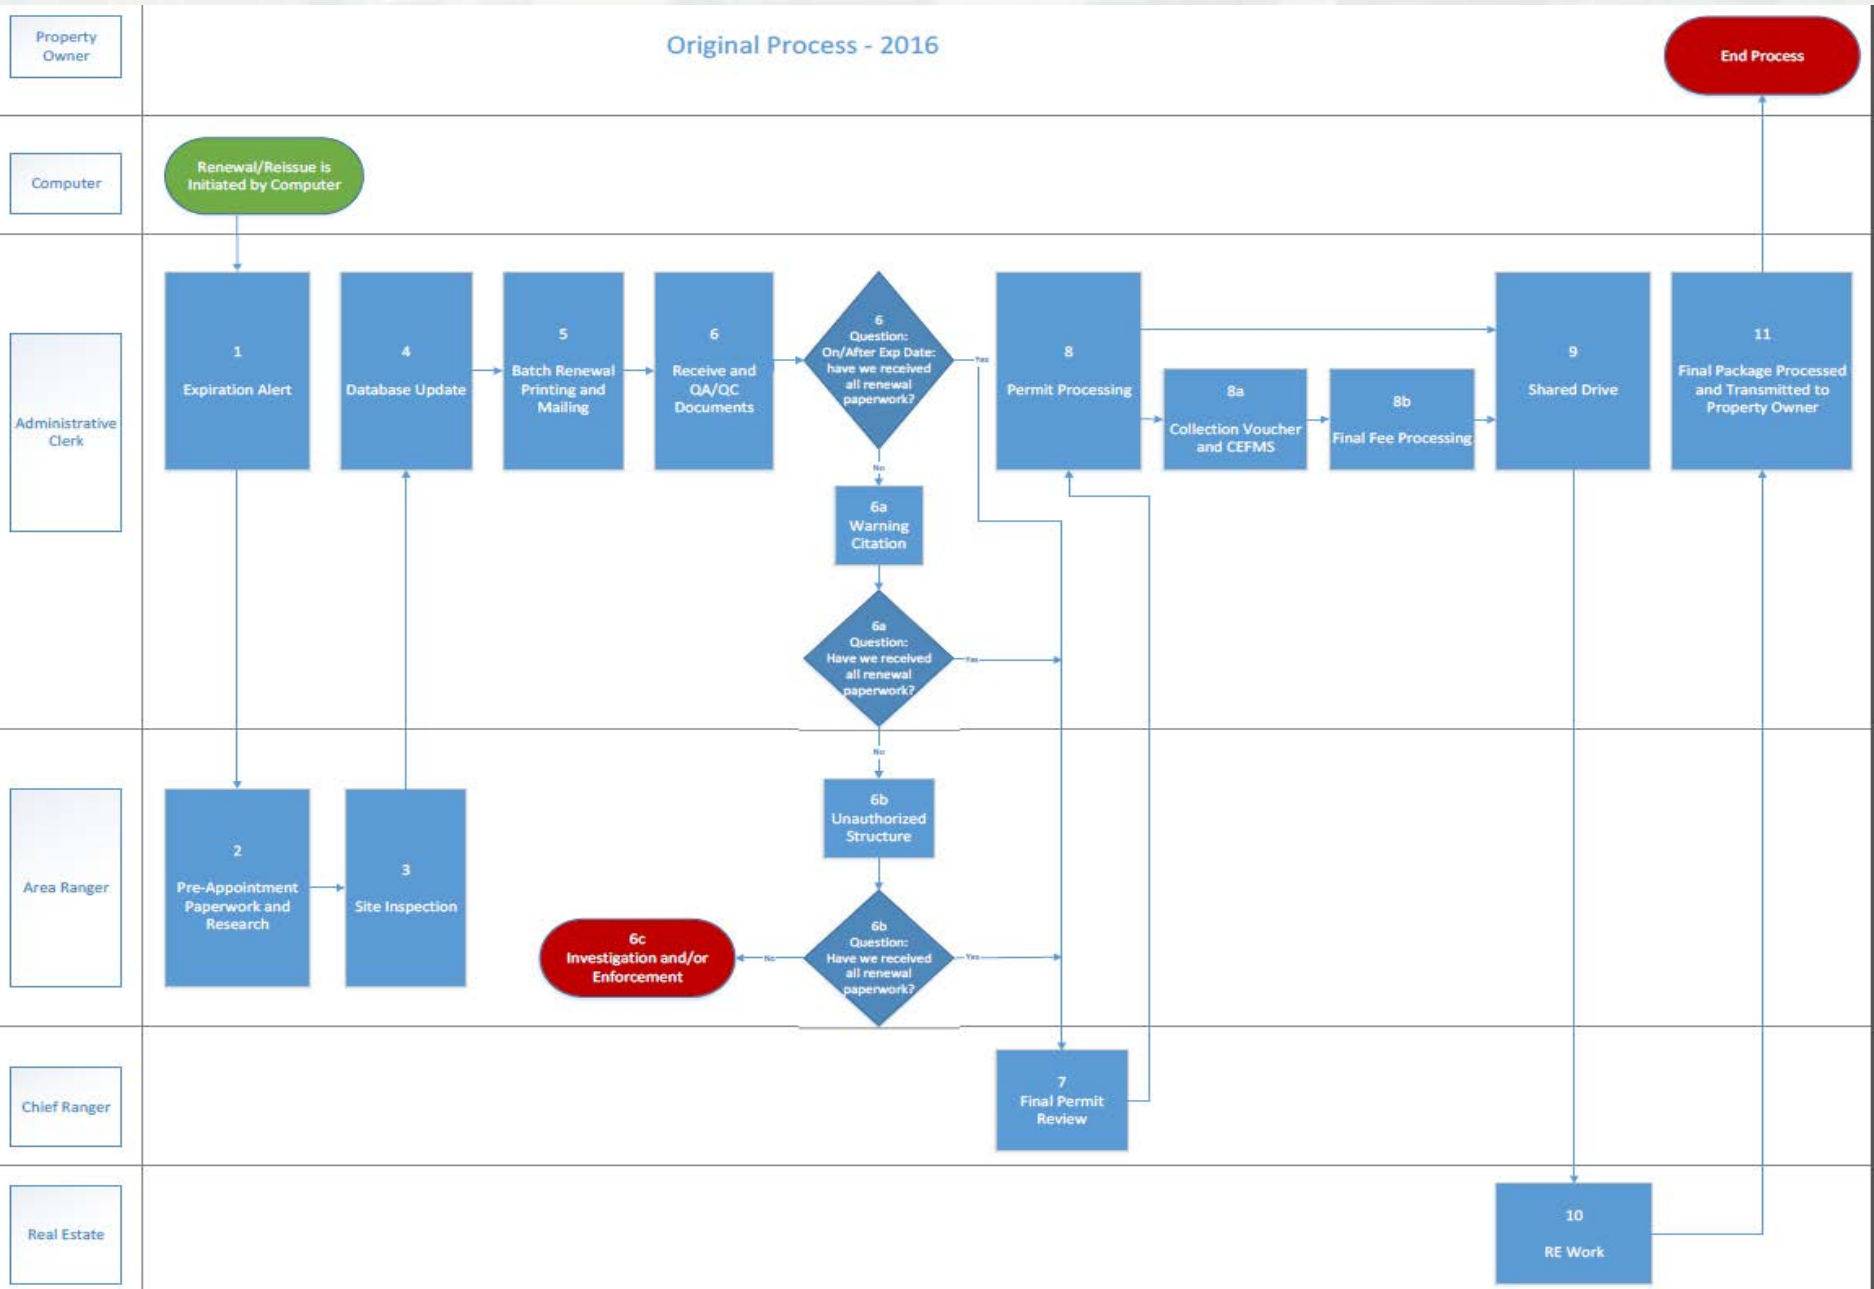 Property
Owner
Original Process - 2016
End Process
Computer
Renewal/Reissue is
Initiated by Computer
Administrative
Clerk
1
Expiration Alert
4
Database Update
5
Batch Renewal
Printing and
Mailing
6
Receive and
QA/QC
Documents
6
Question:
On/After Exp Date:
have we received
all renewal
paperwork?
Yes
No
8
Permit Processing
8a
Collection Voucher
and CEFMS
8b
Final Fee Processing
9
Shared Drive
11
Final Package Processed
and Transmitted to
Property Owner
6a
Warning
Citation
6a
Question:
Have we received
all renewal
paperwork?
Yes
No
Area Ranger
2
Pre-Appointment
Paperwork and
Research
3
Site Inspection
6b
Unauthorized
Structure
6b
Question:
Have we received
all renewal
paperwork?
Yes
No
6c
Investigation and/or
Enforcement
Chief Ranger
7
Final Permit
Review
Real Estate
10
RE Work